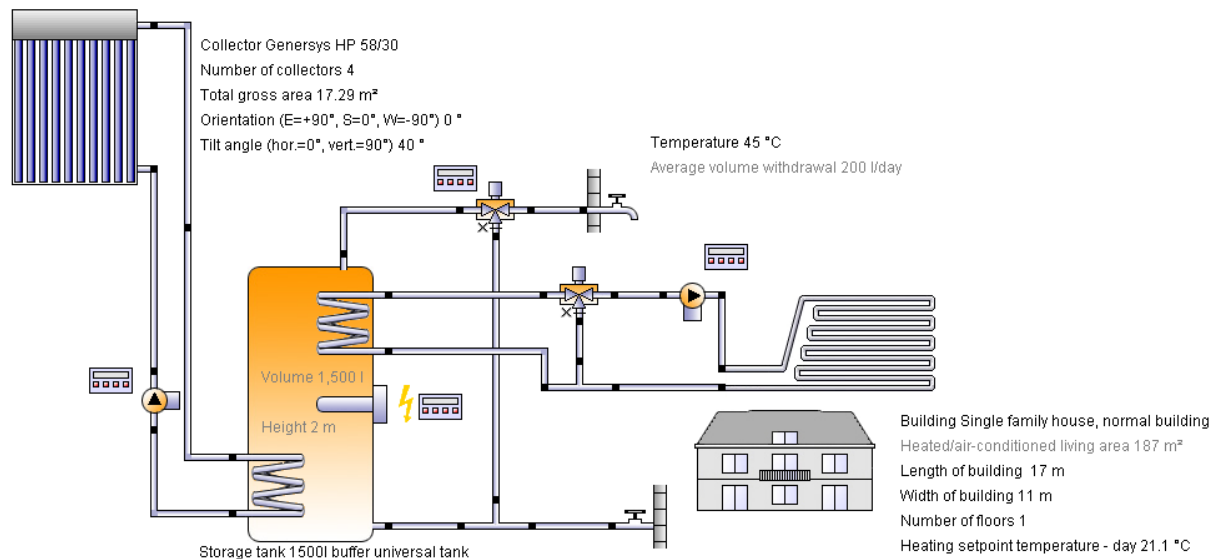 Collector Genersys HP 58/30
Number of collectors 4
Total gross area 17.29 m²
Orientation (E=+90°, S=0°, W=-90°) 0 °
Tilt angle (hor.=0°, vert.=90°) 40 °
Temperature 45 °C
Average volume withdrawal 200 l/day
Volume 1,500 l
Height 2 m
Storage tank 1500l buffer universal tank
Building Single family house, normal building
Heated/air-conditioned living area 187 m²
Length of building 17 m
Width of building 11 m
Number of floors 1
Heating setpoint temperature - day 21.1 °C